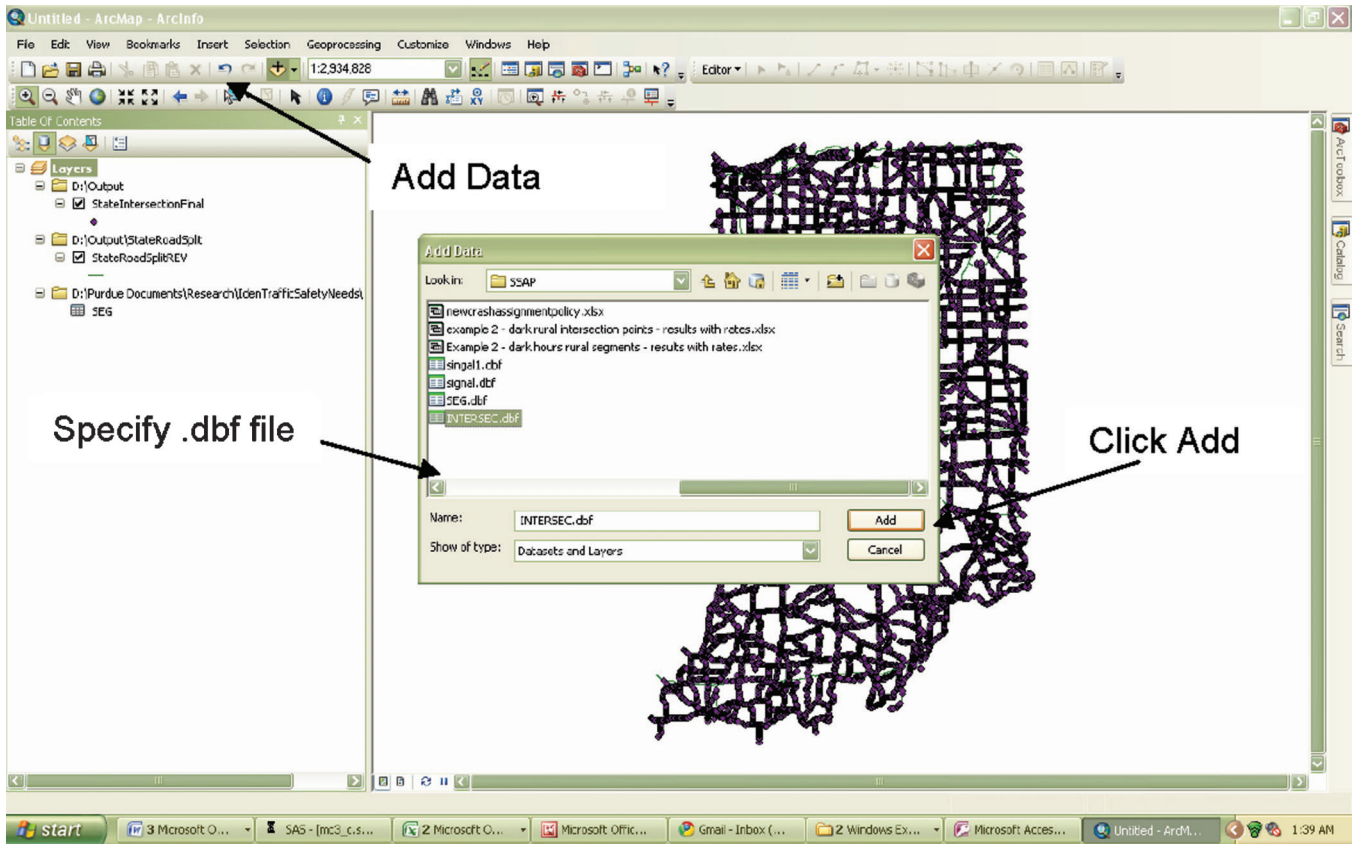 Untitled - ArcMap - ArcInfo
File Edit View Bookmarks Insert Selection Geoprocessing Customize Windows Help
1:2,934,828
Editor
Table Of Contents
Layers
D:\Output
StateIntersectionFinal
D:\Output\StateRoadSplit
StateRoadSplitREV
D:\Purdue Documents\Research\IdenTrafficSafetyNeeds\
SEG
Add Data
Add Data
Look in: SSAP
newcrashassignmentpolicy.xlsx
example 2 - dark rural intersection points - results with rates.xlsx
Example 2 - dark hours rural segments - results with rates.xlsx
singal1.dbf
signal.dbf
SEG.dbf
INTERSEC.dbf
Specify .dbf file
Click Add
Name: INTERSEC.dbf Add
Show of type: Datasets and Layers Cancel
ArcToolbox
Catalog
Search
start 3 Microsoft O... SAS - [mc3_c.s... 2 Microsoft O... Microsoft Offic... Gmail - Inbox (... 2 Windows Ex... Microsoft Acces... Untitled - ArcM... 1:39 AM